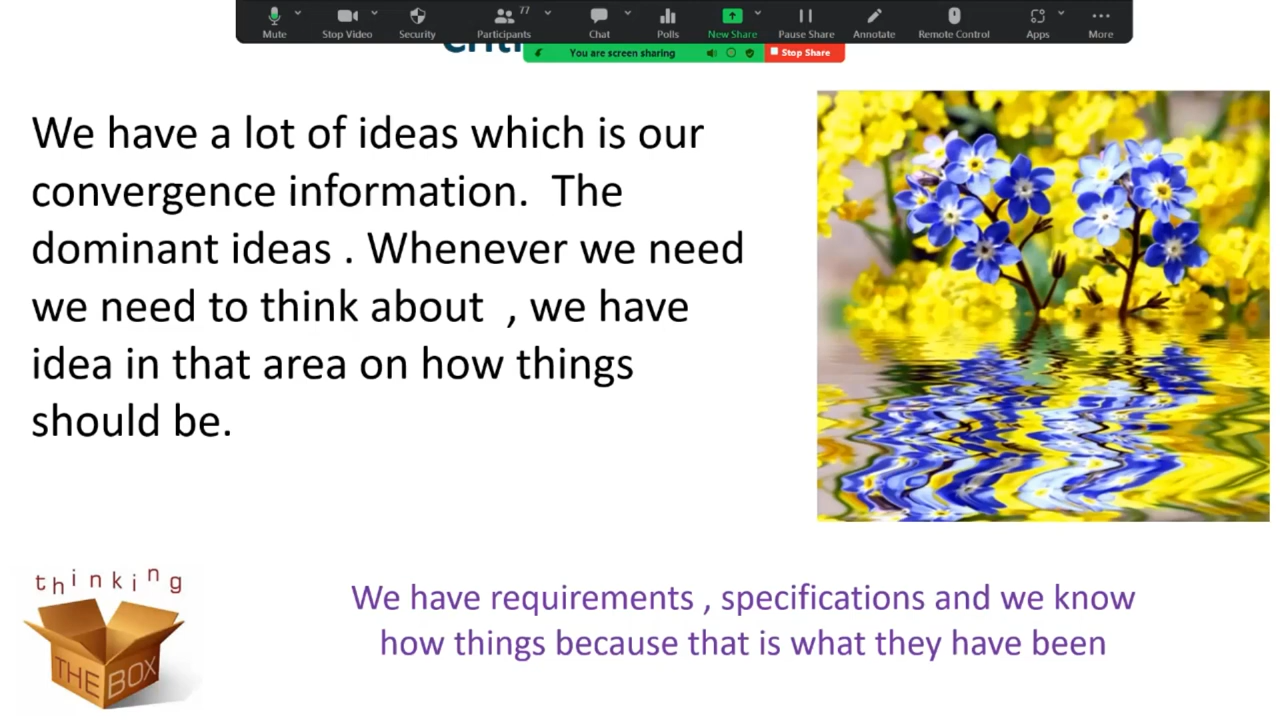 77
Mute
Stop Video
Security
Participants
Chat
Polls
New Share
Pause Share
Annotate
Remote Control
Apps
More
You are screen sharing
Stop Share
We have a lot of ideas which is our
convergence information. The
dominant ideas . Whenever we need
we need to think about , we have
idea in that area on how things
should be.
thinking
THE BOX
We have requirements , specifications and we know
how things because that is what they have been